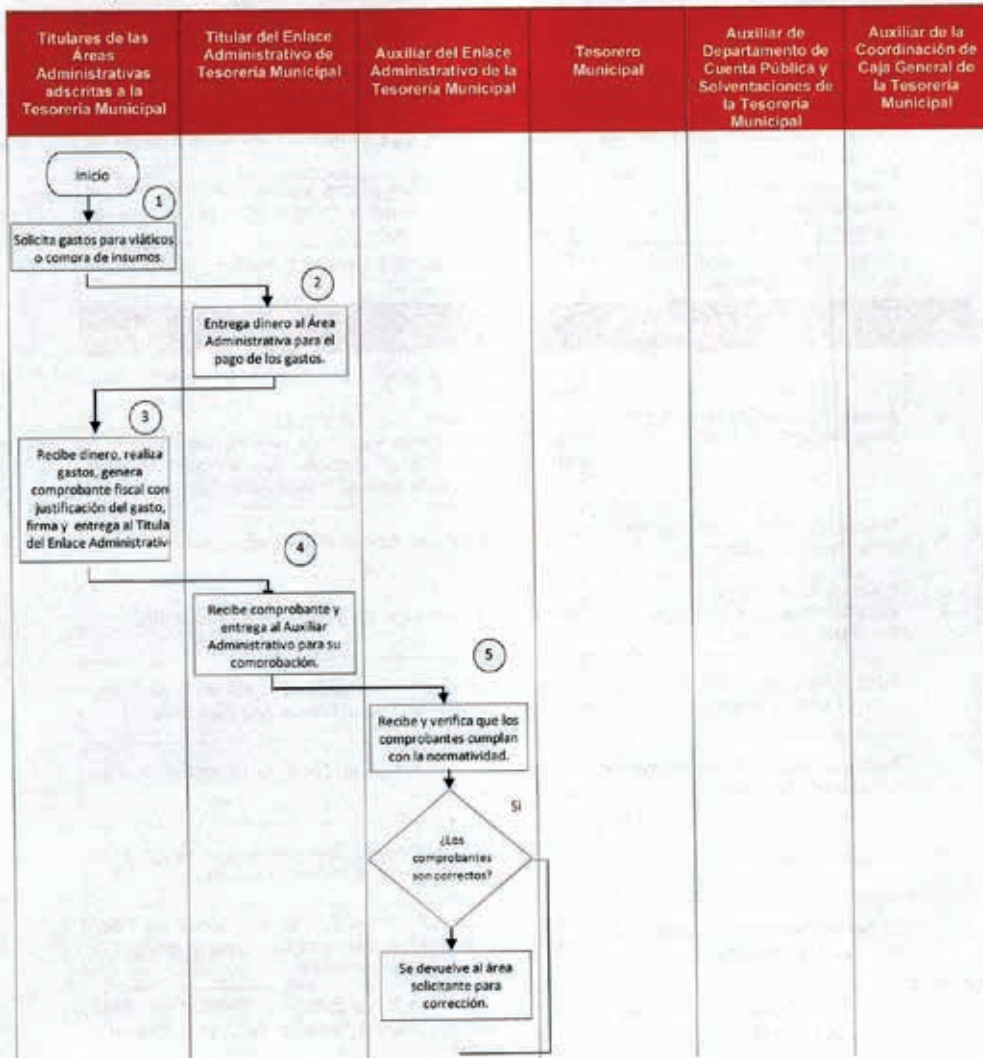 Titulares de las
Áreas
Administrativas
adscritas a la
Tesorería Municipal
Titular del Enlace
Administrativo de
Tesorería Municipal
Auxiliar del Enlace
Administrativo de la
Tesorería Municipal
Tesorero
Municipal
Auxiliar de
Departamento de
Cuenta Pública y
Solventaciones de
la Tesorería
Municipal
Auxiliar de la
Coordinación de
Caja General de
la Tesorería
Municipal
Inicio
1
Solicita gastos para viáticos
o compra de insumos.
2
Entrega dinero al Área
Administrativa para el
pago de los gastos.
3
Recibe dinero, realiza
gastos, genera
comprobante fiscal con
justificación del gasto,
firma y entrega al Titula
del Enlace Administrativ
4
Recibe comprobante y
entrega al Auxiliar
Administrativo para su
comprobación.
5
Recibe y verifica que los
comprobantes cumplan
con la normatividad.
Si
¿Los
comprobantes
son correctos?
Se devuelve al área
solicitante para
corrección.